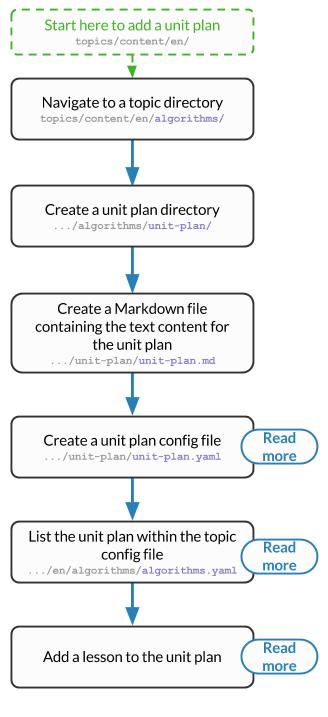 Start here to add a unit plan
topics/content/en/
Navigate to a topic directory
topics/content/en/algorithms/
Create a unit plan directory
.../algorithms/unit-plan/
Create a Markdown file
containing the text content for
the unit plan
.../unit-plan/unit-plan.md
Create a unit plan config file
.../unit-plan/unit-plan.yaml
Read
more
List the unit plan within the topic
config file
.../en/algorithms/algorithms.yaml
Read
more
Add a lesson to the unit plan
Read
more